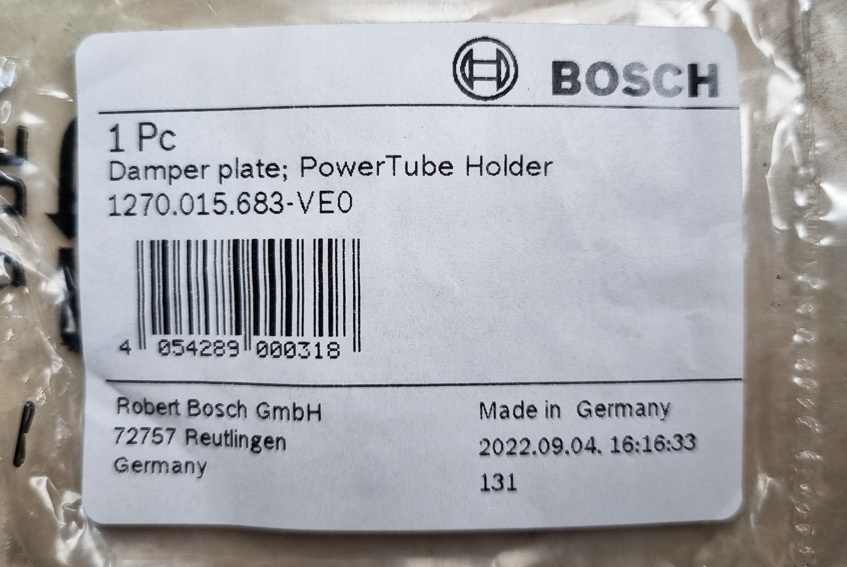 BOSCH
1 Pc
Damper plate; PowerTube Holder
1270.015.683-VE0
4 054289 000318
Robert Bosch GmbH
72757 Reutlingen
Germany
Made in Germany
2022.09.04. 16:16:33
131